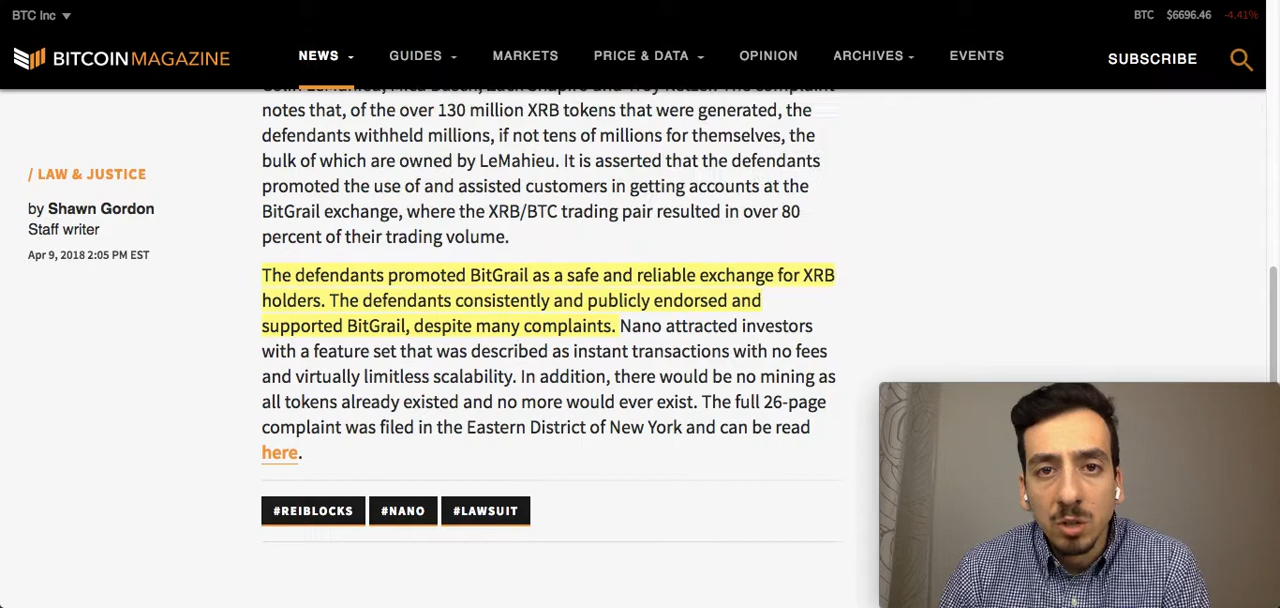 BTC Inc
BTC $6696.46 -4.41%
BITCOINMAGAZINE
NEWS GUIDES MARKETS PRICE & DATA OPINION ARCHIVES EVENTS SUBSCRIBE
notes that, of the over 130 million XRB tokens that were generated, the
defendants withheld millions, if not tens of millions for themselves, the
bulk of which are owned by LeMahieu. It is asserted that the defendants
promoted the use of and assisted customers in getting accounts at the
BitGrail exchange, where the XRB/BTC trading pair resulted in over 80
percent of their trading volume.
/ LAW & JUSTICE
by Shawn Gordon
Staff writer
Apr 9, 2018 2:05 PM EST
The defendants promoted BitGrail as a safe and reliable exchange for XRB
holders. The defendants consistently and publicly endorsed and
supported BitGrail, despite many complaints. Nano attracted investors
with a feature set that was described as instant transactions with no fees
and virtually limitless scalability. In addition, there would be no mining as
all tokens already existed and no more would ever exist. The full 26-page
complaint was filed in the Eastern District of New York and can be read
here.
#REIBLOCKS #NANO #LAWSUIT